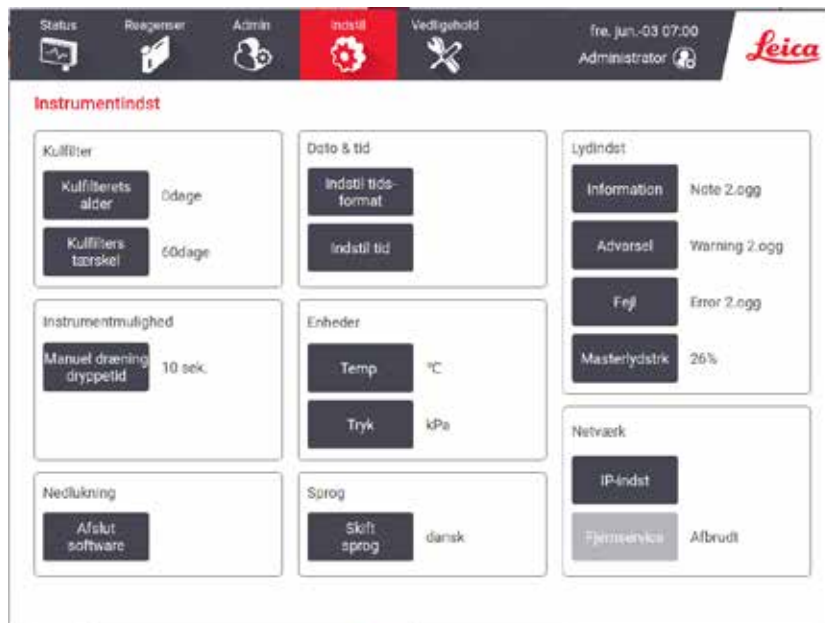 Status
Reagenser
Admin
Indstil
Vedligehold
fre. jun.-03 07:00
Administrator
Leica
Instrumentindst
Kulfilter
Kulfilterets
alder
0dage
Kulfilters
tærskel
60dage
Dato & tid
Indstil tids-
format
Indstil tid
Lydindst
Information
Note 2.ogg
Advarsel
Warning 2.ogg
Fejl
Error 2.ogg
Masterlydstrk
26%
Instrumentmulighed
Manuel dræning
dryppetid
10 sek.
Enheder
Temp
°C
Tryk
kPa
Netværk
IP-indst
Fjernservice
Afbrudt
Nedlukning
Afslut
software
Sprog
Skift
sprog
dansk